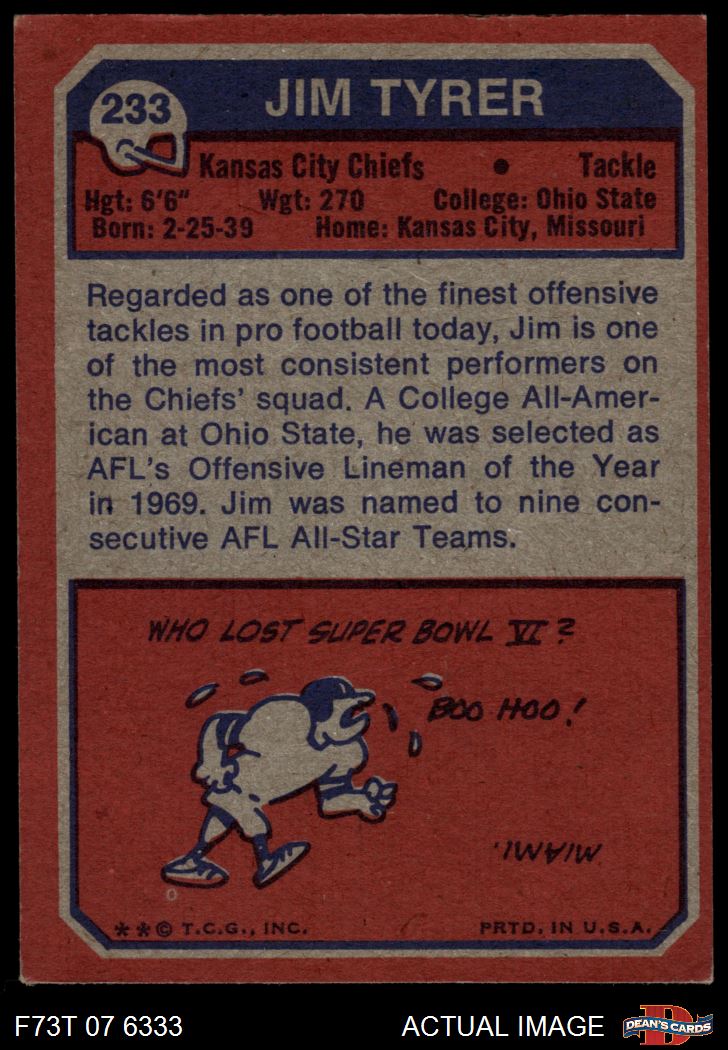 233
JIM TYRER
Kansas City Chiefs • Tackle
Hgt: 6'6" Wgt: 270 College: Ohio State
Born: 2-25-39 Home: Kansas City, Missouri
Regarded as one of the finest offensive
tackles in pro football today, Jim is one
of the most consistent performers on
the Chiefs' squad. A College All-Amer-
ican at Ohio State, he was selected as
AFL's Offensive Lineman of the Year
in 1969. Jim was named to nine con-
secutive AFL All-Star Teams.
WHO LOST SUPER BOWL VI?
BOO HOO!
MIAMI.
**© T.C.G., INC. PRTD. IN U.S.A.
F73T 07 6333 ACTUAL IMAGE
D
DEAN'S CARDS